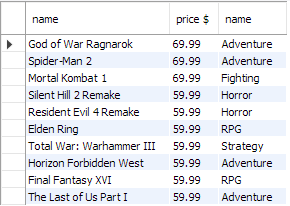 name price $ name
God of War Ragnarok 69.99 Adventure
Spider-Man 2 69.99 Adventure
Mortal Kombat 1 69.99 Fighting
Silent Hill 2 Remake 59.99 Horror
Resident Evil 4 Remake 59.99 Horror
Elden Ring 59.99 RPG
Total War: Warhammer III 59.99 Strategy
Horizon Forbidden West 59.99 Adventure
Final Fantasy XVI 59.99 RPG
The Last of Us Part I 59.99 Adventure